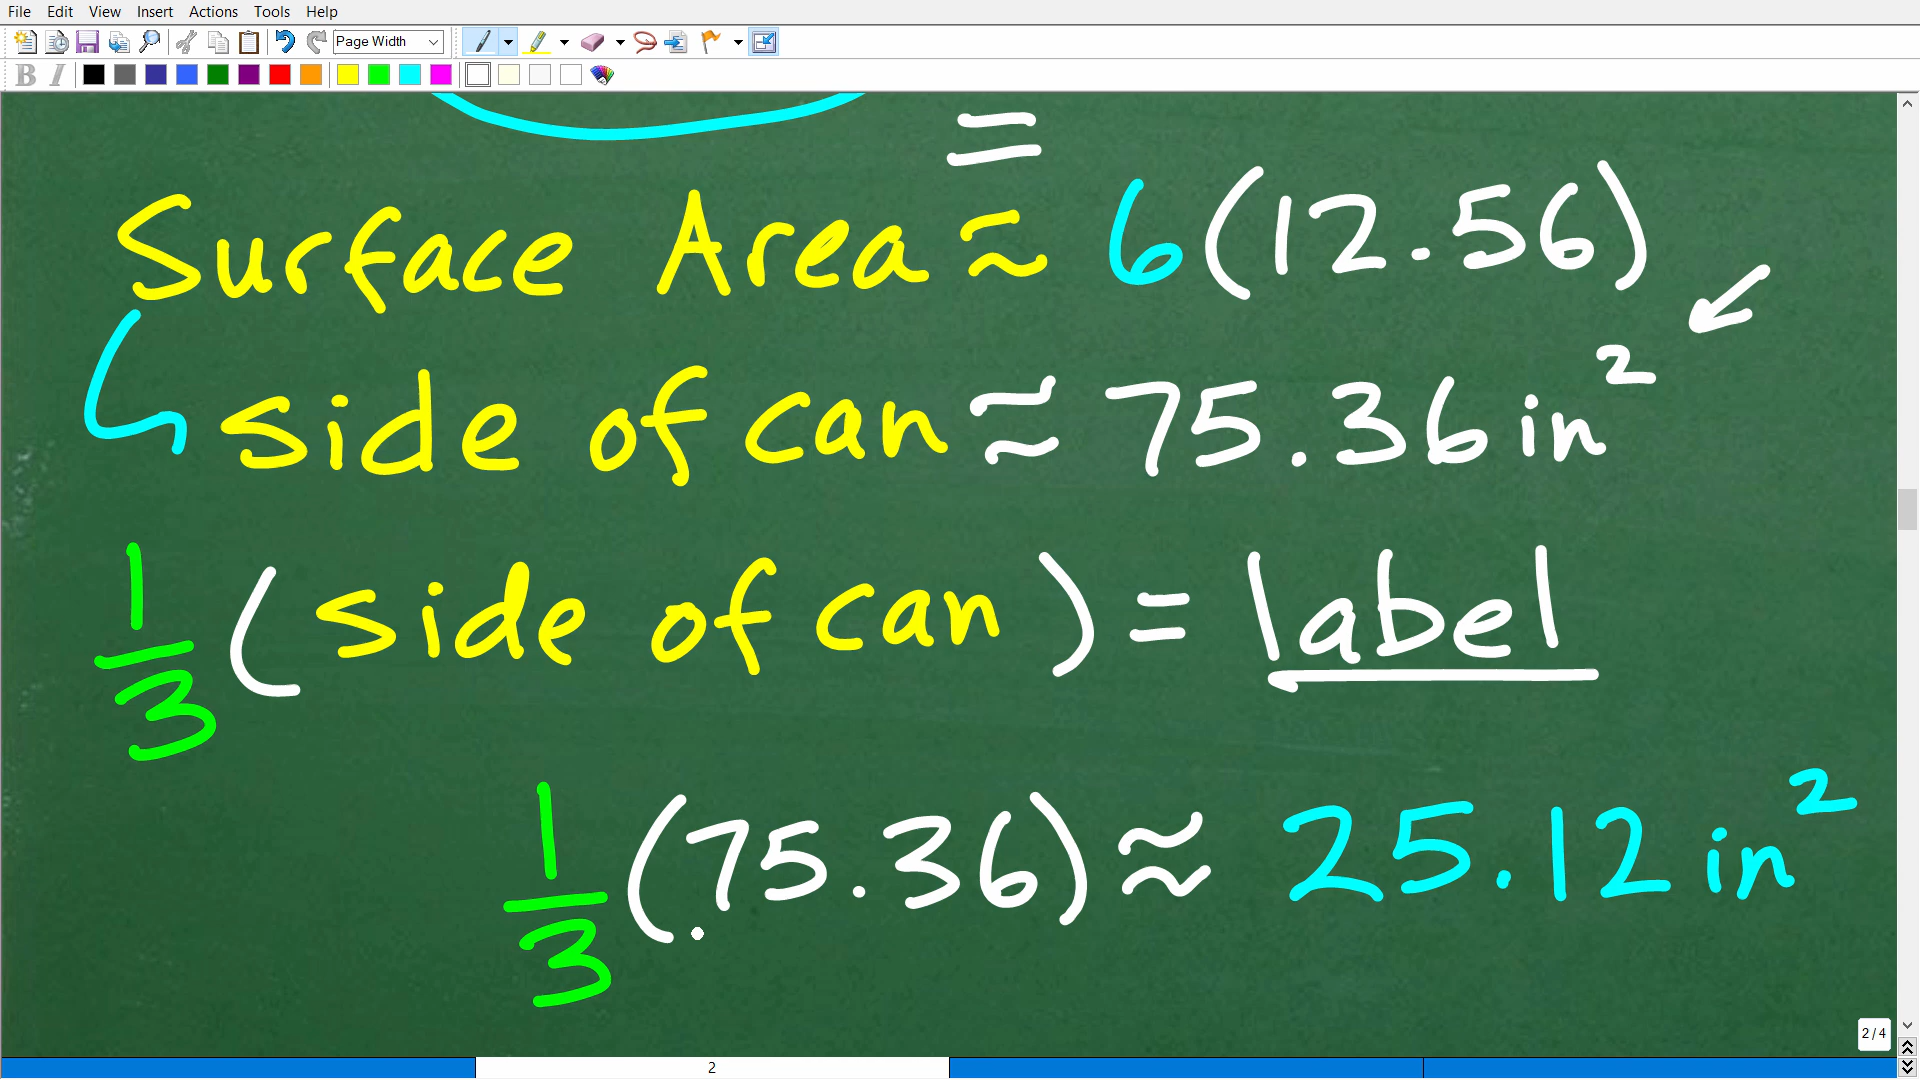 File Edit View Insert Actions Tools Help
Page Width
B I
=
Surface Area ≈ 6(12.56)
side of can ≈ 75.36 in²
1/3 (side of can) = label
1/3 (75.36) ≈ 25.12 in²
2 / 4
2